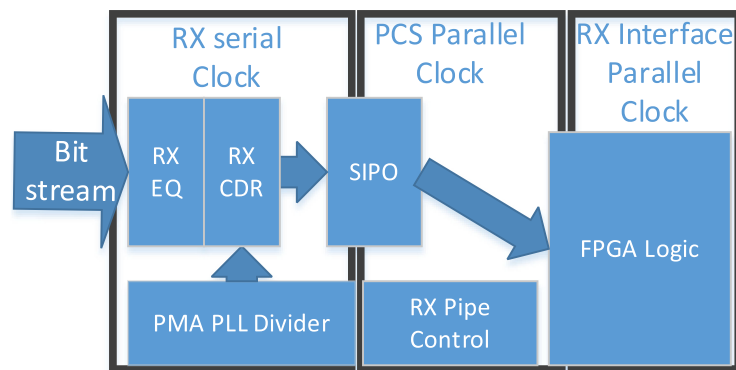 RX serial
Clock
PCS Parallel
Clock
RX Interface
Parallel
Clock
Bit
stream
RX
EQ
RX
CDR
SIPO
FPGA Logic
PMA PLL Divider
RX Pipe
Control